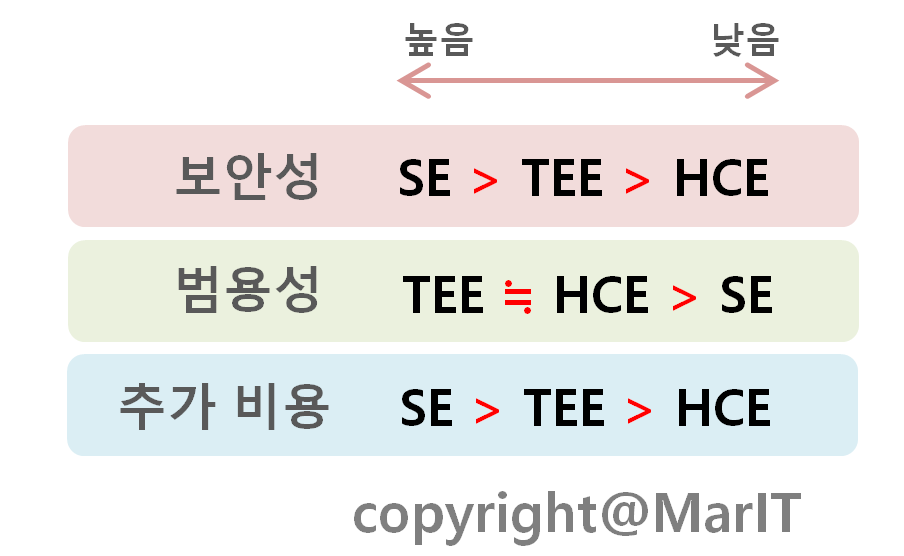 높음 낮음
보안성 SE > TEE > HCE
범용성 TEE ≒ HCE > SE
추가 비용 SE > TEE > HCE
copyright@MarIT